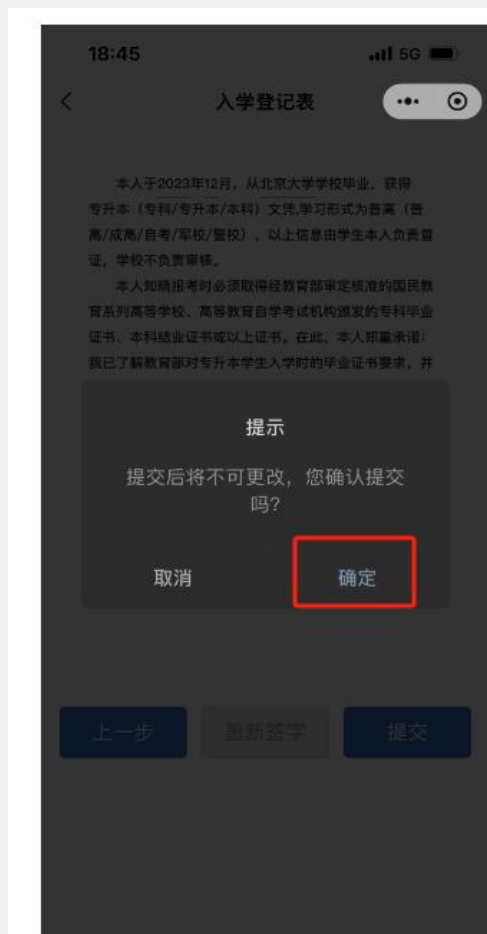 18:45
5G
入学登记表
本人于2023年12月，从北京大学学校毕业，获得
专升本（专科/专升本/本科）文凭,学习形式为普高（普
高/成高/自考/军校/警校），以上信息由学生本人负责查
证，学校不负责审核。
本人知晓报考时必须取得经教育部审定核准的国民教
育系列高等学校、高等教育自学考试机构颁发的专科毕业
证书、本科结业证书或以上证书。在此，本人郑重承诺：
我已了解教育部对专升本学生入学时的毕业证书要求，并
提示
提交后将不可更改，您确认提交
吗？
取消
确定
上一步
重新签字
提交